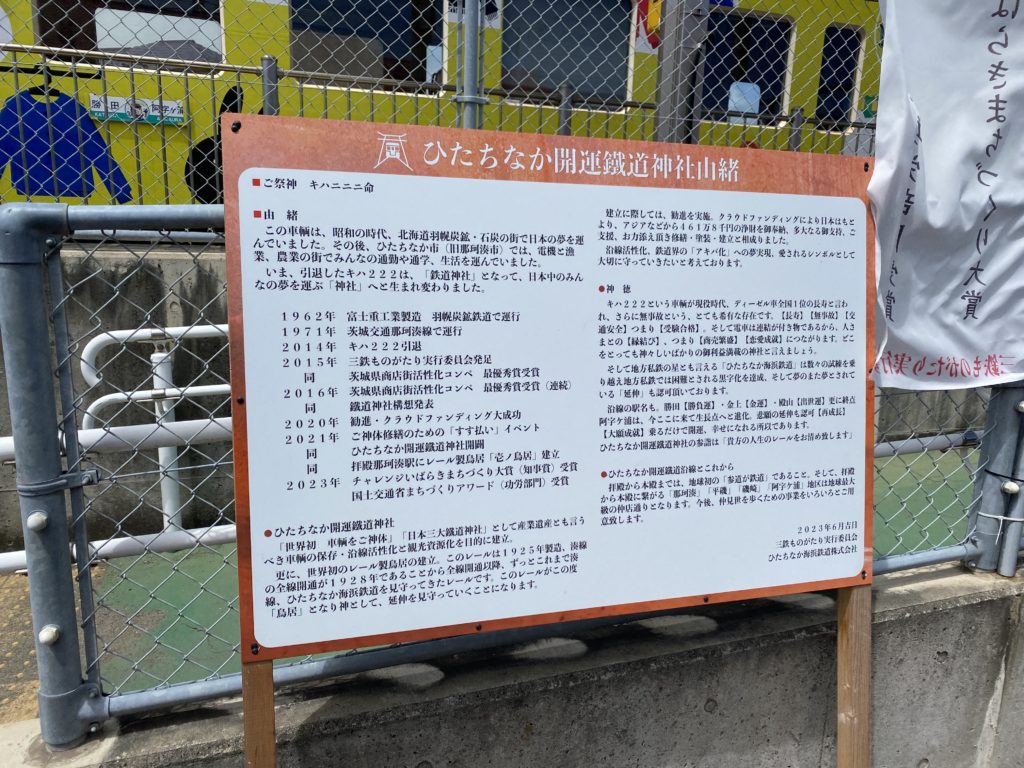 ひたちなか開運鐵道神社由緒
■ご祭神 キハニニニ命
■由 緒
この車輌は、昭和の時代、北海道羽幌炭鉱・石炭の街で日本の夢を運
んでいました。その後、ひたちなか市(旧那珂湊市)では、電機と漁
業、農業の街でみんなの通勤や通学、生活を運んでいました。
いま、引退したキハ222は、「鉄道神社」となって、日本中のみん
なの夢を運ぶ「神社」へと生まれ変わりました。
1962年 富士重工業製造 羽幌炭鉱鉄道で運行
1971年 茨城交通那珂湊線で運行
2014年 キハ222引退
2015年 三鉄ものがたり実行委員会発足
同 茨城県商店街活性化コンペ 最優秀賞受賞
2016年 茨城県商店街活性化コンペ 最優秀賞受賞(連続)
同 鐵道神社構想発表
2020年 勧進・クラウドファンディング大成功
2021年 ご神体修繕のための「すす払い」イベント
同 ひたちなか開運鐵道神社開闢
同 拝殿那珂湊駅にレール製鳥居「壱ノ鳥居」建立
2023年 チャレンジいばらきまちづくり大賞(知事賞)受賞
国土交通省まちづくりアワード(功労部門)受賞
●ひたちなか開運鐵道神社
「世界初 車輌をご神体」「日本三大鐵道神社」として産業遺産とも言う
べき車輌の保存・沿線活性化と観光資源化を目的に建立。
更に、世界初のレール製鳥居の建立。このレールは1925年製造、湊線
の全線開通が1928年であることから全線開通以降、ずっとこれまで湊
線、ひたちなか海浜鉄道を見守ってきたレールです。このレールがこの度
「鳥居」となり神として、延伸を見守っていくことになります。
建立に際しては、勧進を実施。クラウドファンディングにより日本はもと
より、アジアなどから461万8千円の浄財を御奉納、多大なる御支持、ご
支援、お力添え頂き修繕・塗装・建立と相成りました。
沿線活性化、鉄道界の「アキバ化」への夢実現、愛されるシンボルとして
大切に守っていきたいと考えております。
●神 徳
キハ222という車輌が現役時代、ディーゼル車全国1位の長寿と言わ
れ、さらに無事故という、とても希有な存在です。【長寿】【無事故】【交
通安全】つまり【受験合格】。そして電車は連結が付き物であるから、人さ
まとの【縁結び】、つまり【商売繁盛】【恋愛成就】につながります。どこ
をとっても神々しいばかりの御利益満載の神社と言えましょう。
そして地方私鉄の星とも言える「ひたちなか海浜鉄道」は数々の試練を乗
り越え地方私鉄では困難とされる黒字化を達成、そして夢のまた夢とされて
いる「延伸」も認可頂いております。
沿線の駅名も、勝田【勝負運】・金上【金運】・殿山【出世運】更に終点
阿字ケ浦は、今ここに来て生長点へと進化。悲願の延伸も認可【再成長】
【大願成就】乗るだけで開運、幸せになれる所以であります。
ひたちなか開運鐵道神社の参詣は「貴方の人生のレールをお清め致します」
●ひたちなか開運鐵道沿線とこれから
拝殿から本殿までは、地球初の「参道が鉄道」であること、そして、拝殿
から本殿に繋がる「那珂湊」「平磯」「磯崎」「阿字ケ浦」地区は地球最大
級の仲店通りとなります。今後、仲見世を歩くための事業をいろいろとご用
意致します。
2023年6月吉日
三鉄ものがたり実行委員会
ひたちなか海浜鉄道株式会社
勝田
阿字ヶ浦
KATSUTA
ばらきまちづくり大賞
三鉄ものがたり実行